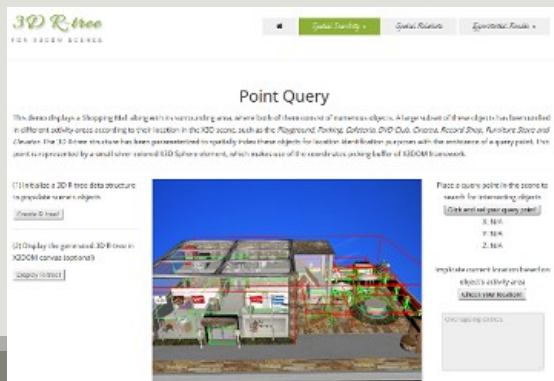 3D R-tree
FOR X3DOM SCENES
Spatial Relations
Experimental Results
Point Query
This demo displays a Shopping Mall along with its surrounding area, where both of them consist of numerous objects. A large subset of these objects has been
in different activity areas according to their location in the X3D scene, such as the Playground, Parking, Cafeteria, DVD Club, Cinema, Record Shop, Furniture Store and
Elevator. The 3D R-tree structure has been parameterized to spatially index these objects for location identification purposes with the assistance of a query point. This
point is represented by a small silver colored X3D Sphere element, which makes use of the coordinates picking buffer of X3DOM framework.
(1) Initialize a 3D R-tree data structure
to populate scene's objects
Create R-tree!
(2) Display the generated 3D R-tree in
X3DOM canvas (optional)
Display R-tree!
Place a query point in the scene to
search for intersecting objects
Click and set your query point!
X: N/A
Y: N/A
Z: N/A
current location based on
object's activity area
Check your location!
Overlapping entries